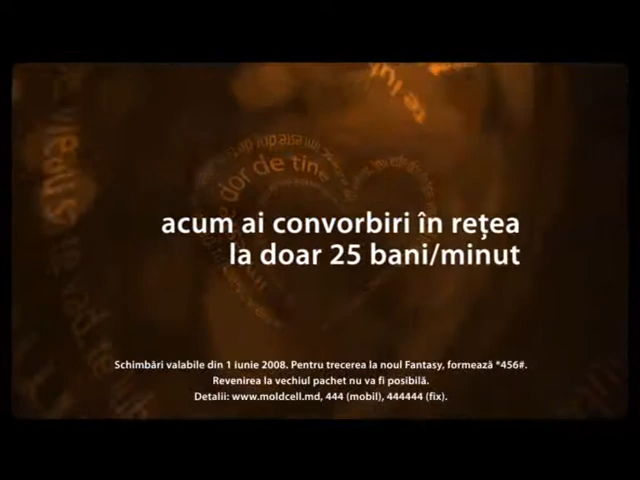 dor de tine
acum ai convorbiri în rețea
la doar 25 bani/minut
Schimbări valabile din 1 iunie 2008. Pentru trecerea la noul Fantasy, formează *456#.
Revenirea la vechiul pachet nu va fi posibilă.
Detalii: www.moldcell.md, 444 (mobil), 444444 (fix).